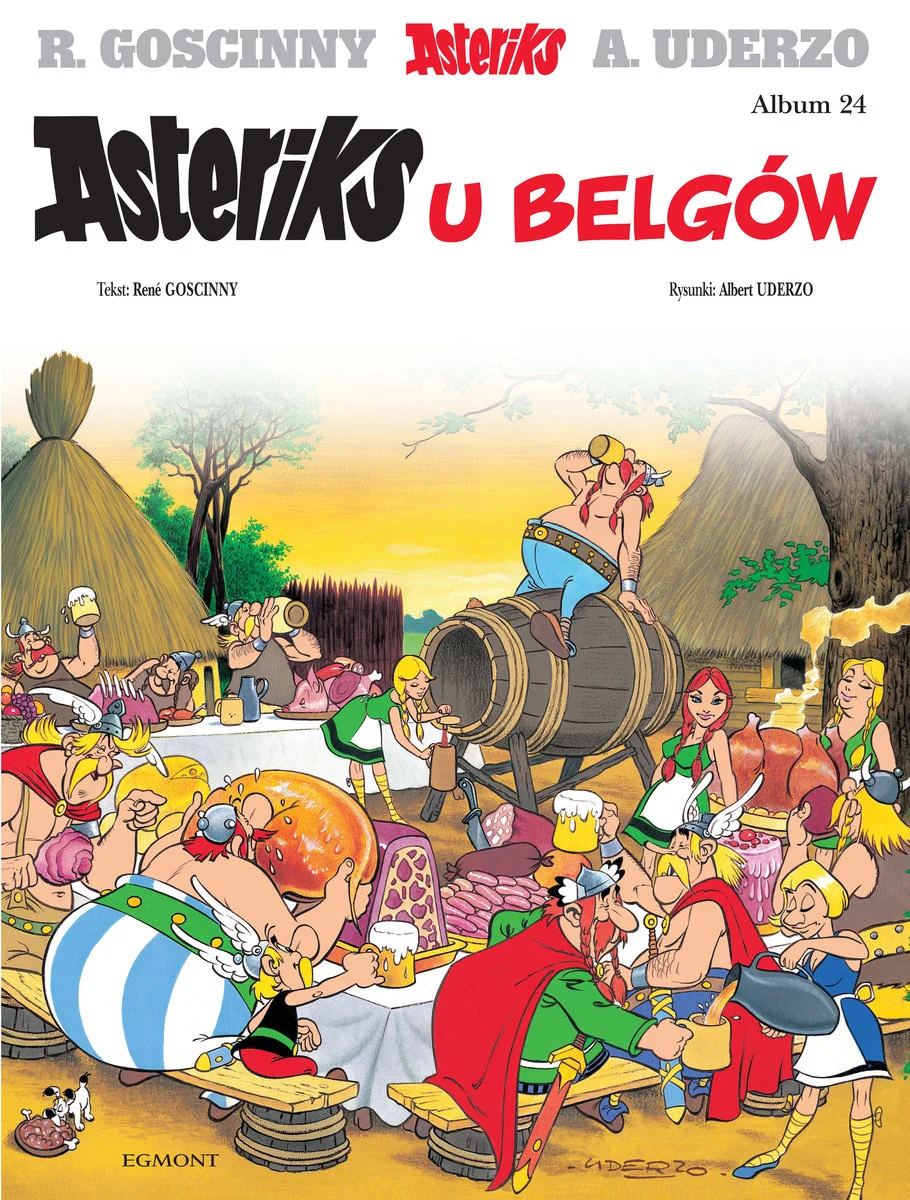 R. GOSCINNY Asteriks A. UDERZO
Album 24
Asteriks U BELGÓW
Tekst: René GOSCINNY Rysunki: Albert UDERZO
EGMONT
UDERZO